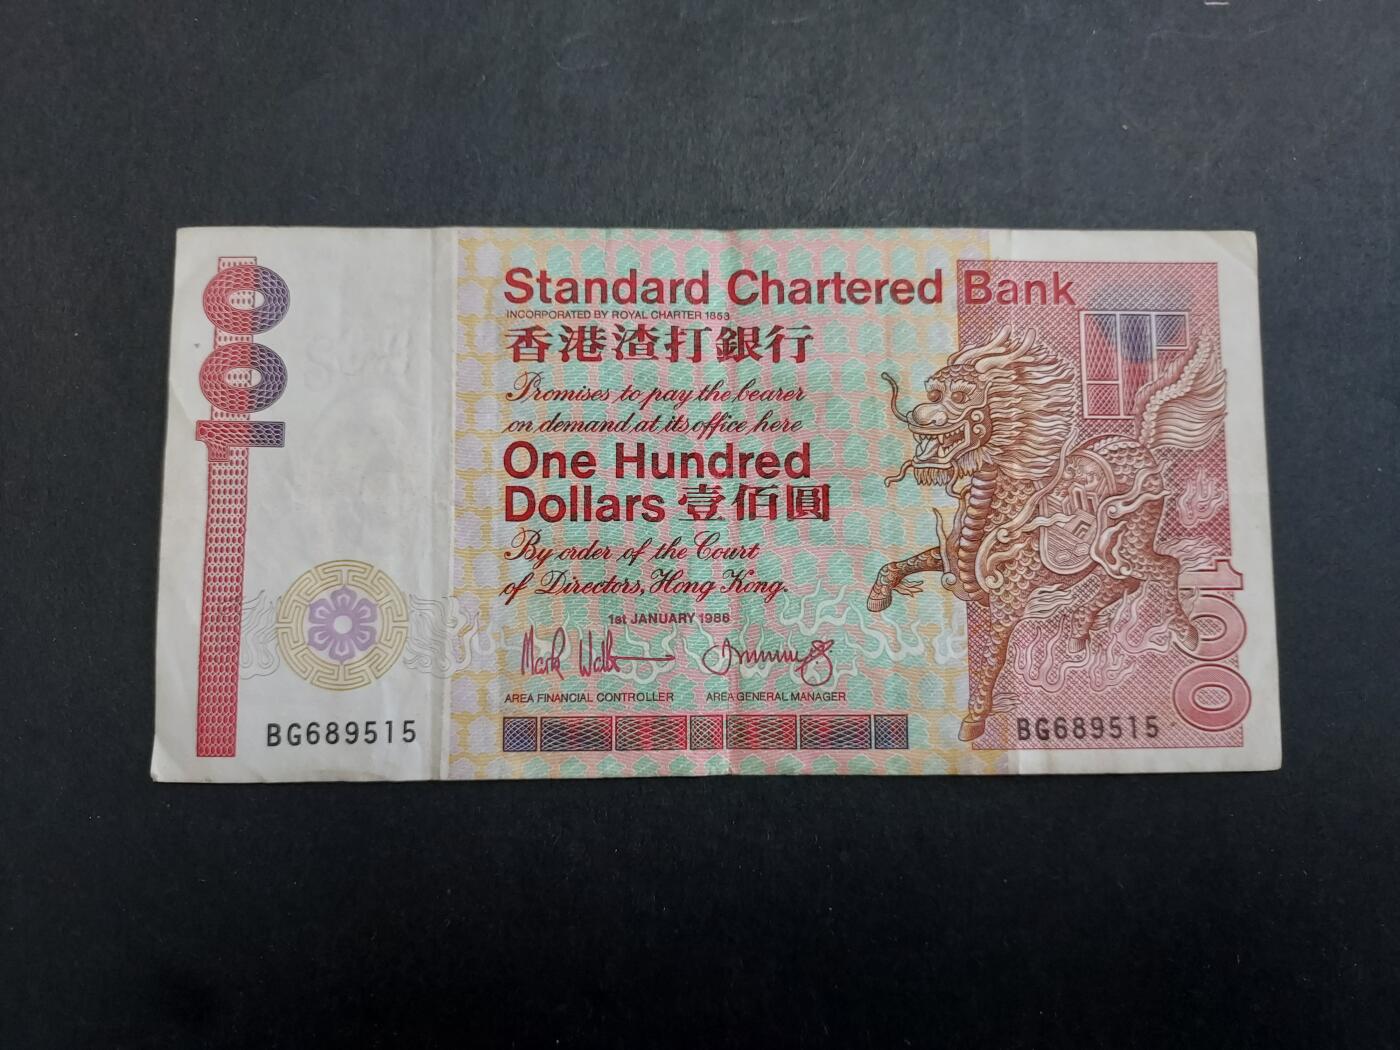 100
Standard Chartered Bank
INCORPORATED BY ROYAL CHARTER 1853
香港渣打銀行
Promises to pay the bearer
on demand at its office here
One Hundred
Dollars 壹佰圓
By order of the Court
of Directors, Hong Kong.
1st JANUARY 1986
AREA FINANCIAL CONTROLLER AREA GENERAL MANAGER
BG689515
BG689515
100